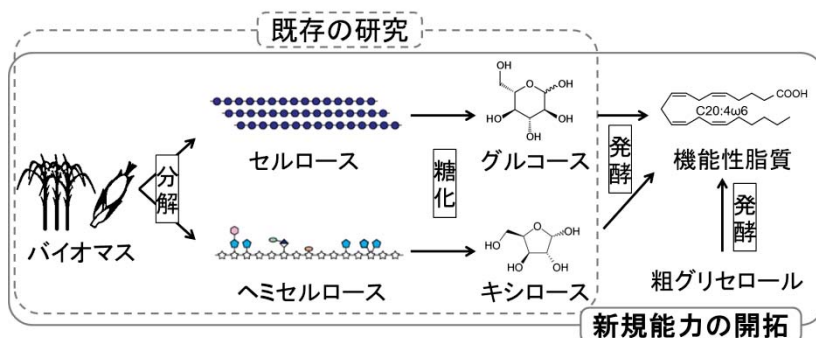 既存の研究
バイオマス
分解
セルロース
ヘミセルロース
糖化
OH
OH
O
HO
OH
OH
グルコース
HO
O
OH
HO
OH
キシロース
発酵
COOH
C20:4ω6
機能性脂質
発酵
粗グリセロール
新規能力の開拓